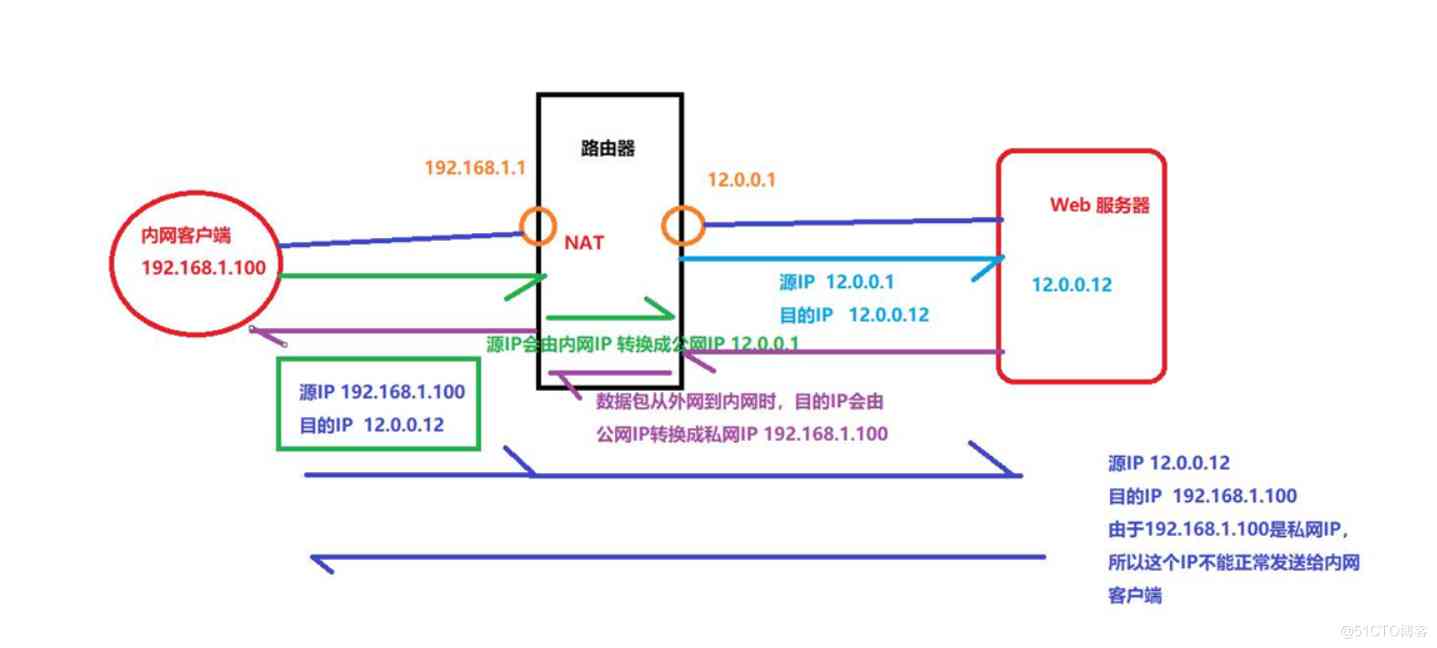 路由器
192.168.1.1
12.0.0.1
内网客户端
192.168.1.100
NAT
Web 服务器
12.0.0.12
源IP 12.0.0.1
目的IP 12.0.0.12
源IP会由内网IP 转换成公网IP 12.0.0.1
源IP 192.168.1.100
目的IP 12.0.0.12
数据包从外网到内网时，目的IP会由
公网IP转换成私网IP 192.168.1.100
源IP 12.0.0.12
目的IP 192.168.1.100
由于192.168.1.100是私网IP，
所以这个IP不能正常发送给内网
客户端
@51CTO博客